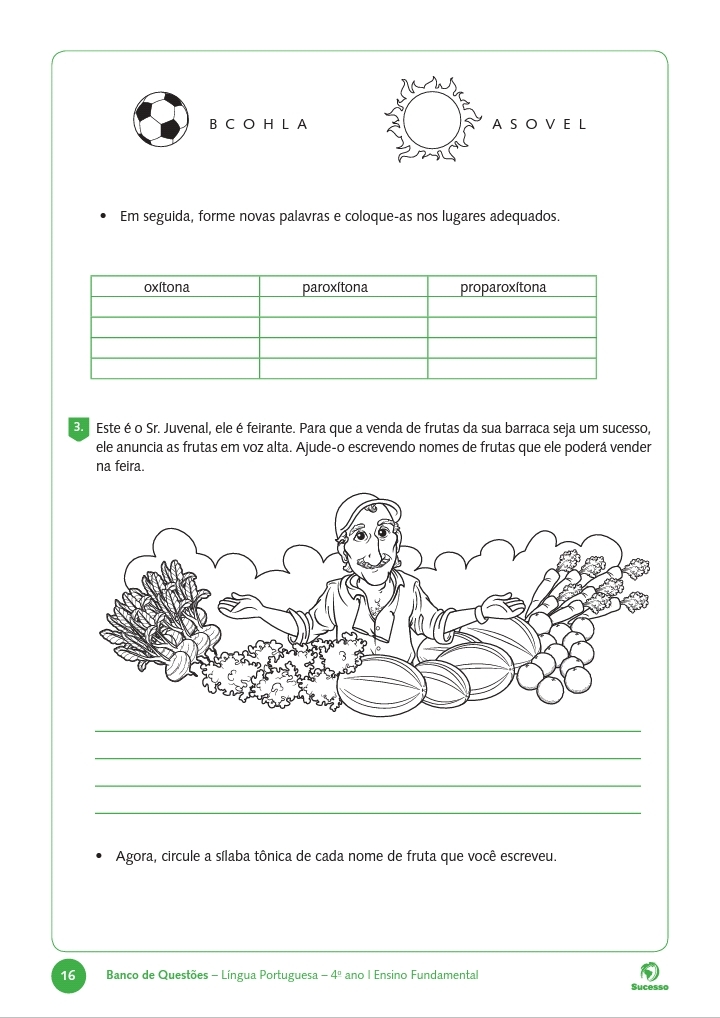 B C O H L A
A S O V E L
• Em seguida, forme novas palavras e coloque-as nos lugares adequados.
oxítona paroxítona proparoxítona
3. Este é o Sr. Juvenal, ele é feirante. Para que a venda de frutas da sua barraca seja um sucesso,
ele anuncia as frutas em voz alta. Ajude-o escrevendo nomes de frutas que ele poderá vender
na feira.
• Agora, circule a sílaba tônica de cada nome de fruta que você escreveu.
16 Banco de Questões – Língua Portuguesa – 4º ano I Ensino Fundamental
Sucesso